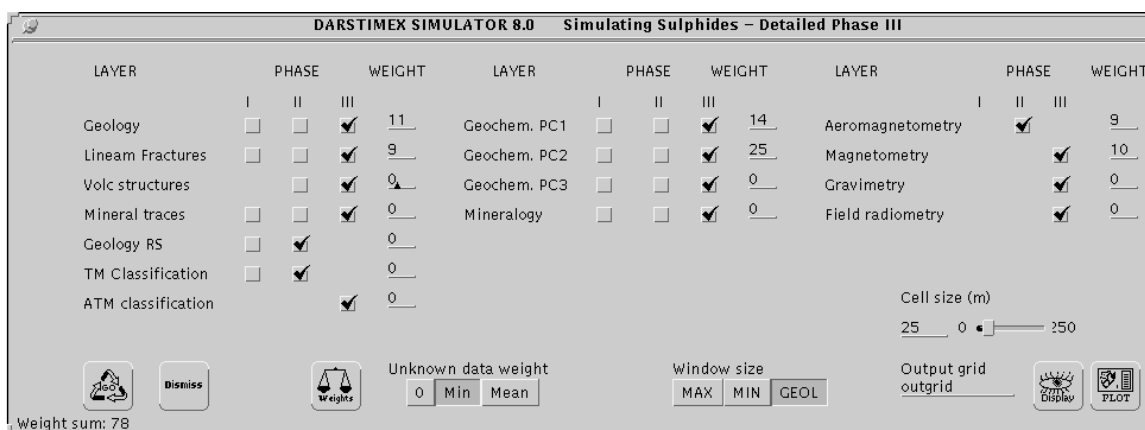 DARSTIMEX SIMULATOR 8.0 Simulating Sulphides – Detailed Phase III
LAYER PHASE WEIGHT LAYER PHASE WEIGHT LAYER PHASE WEIGHT
I II III I II III I II III
Geology 11 Geochem. PC1 14 Aeromagnetometry 9
Lineam Fractures 9 Geochem. PC2 25 Magnetometry 10
Volc structures 0 Geochem. PC3 0 Gravimetry 0
Mineral traces 0 Mineralogy 0 Field radiometry 0
Geology RS 0
TM Classification 0
ATM classification 0
Cell size (m)
25 0 250
Unknown data weight Window size Output grid
GO Dismiss Weights 0 Min Mean MAX MIN GEOL outgrid Display PLOT
Weight sum: 78